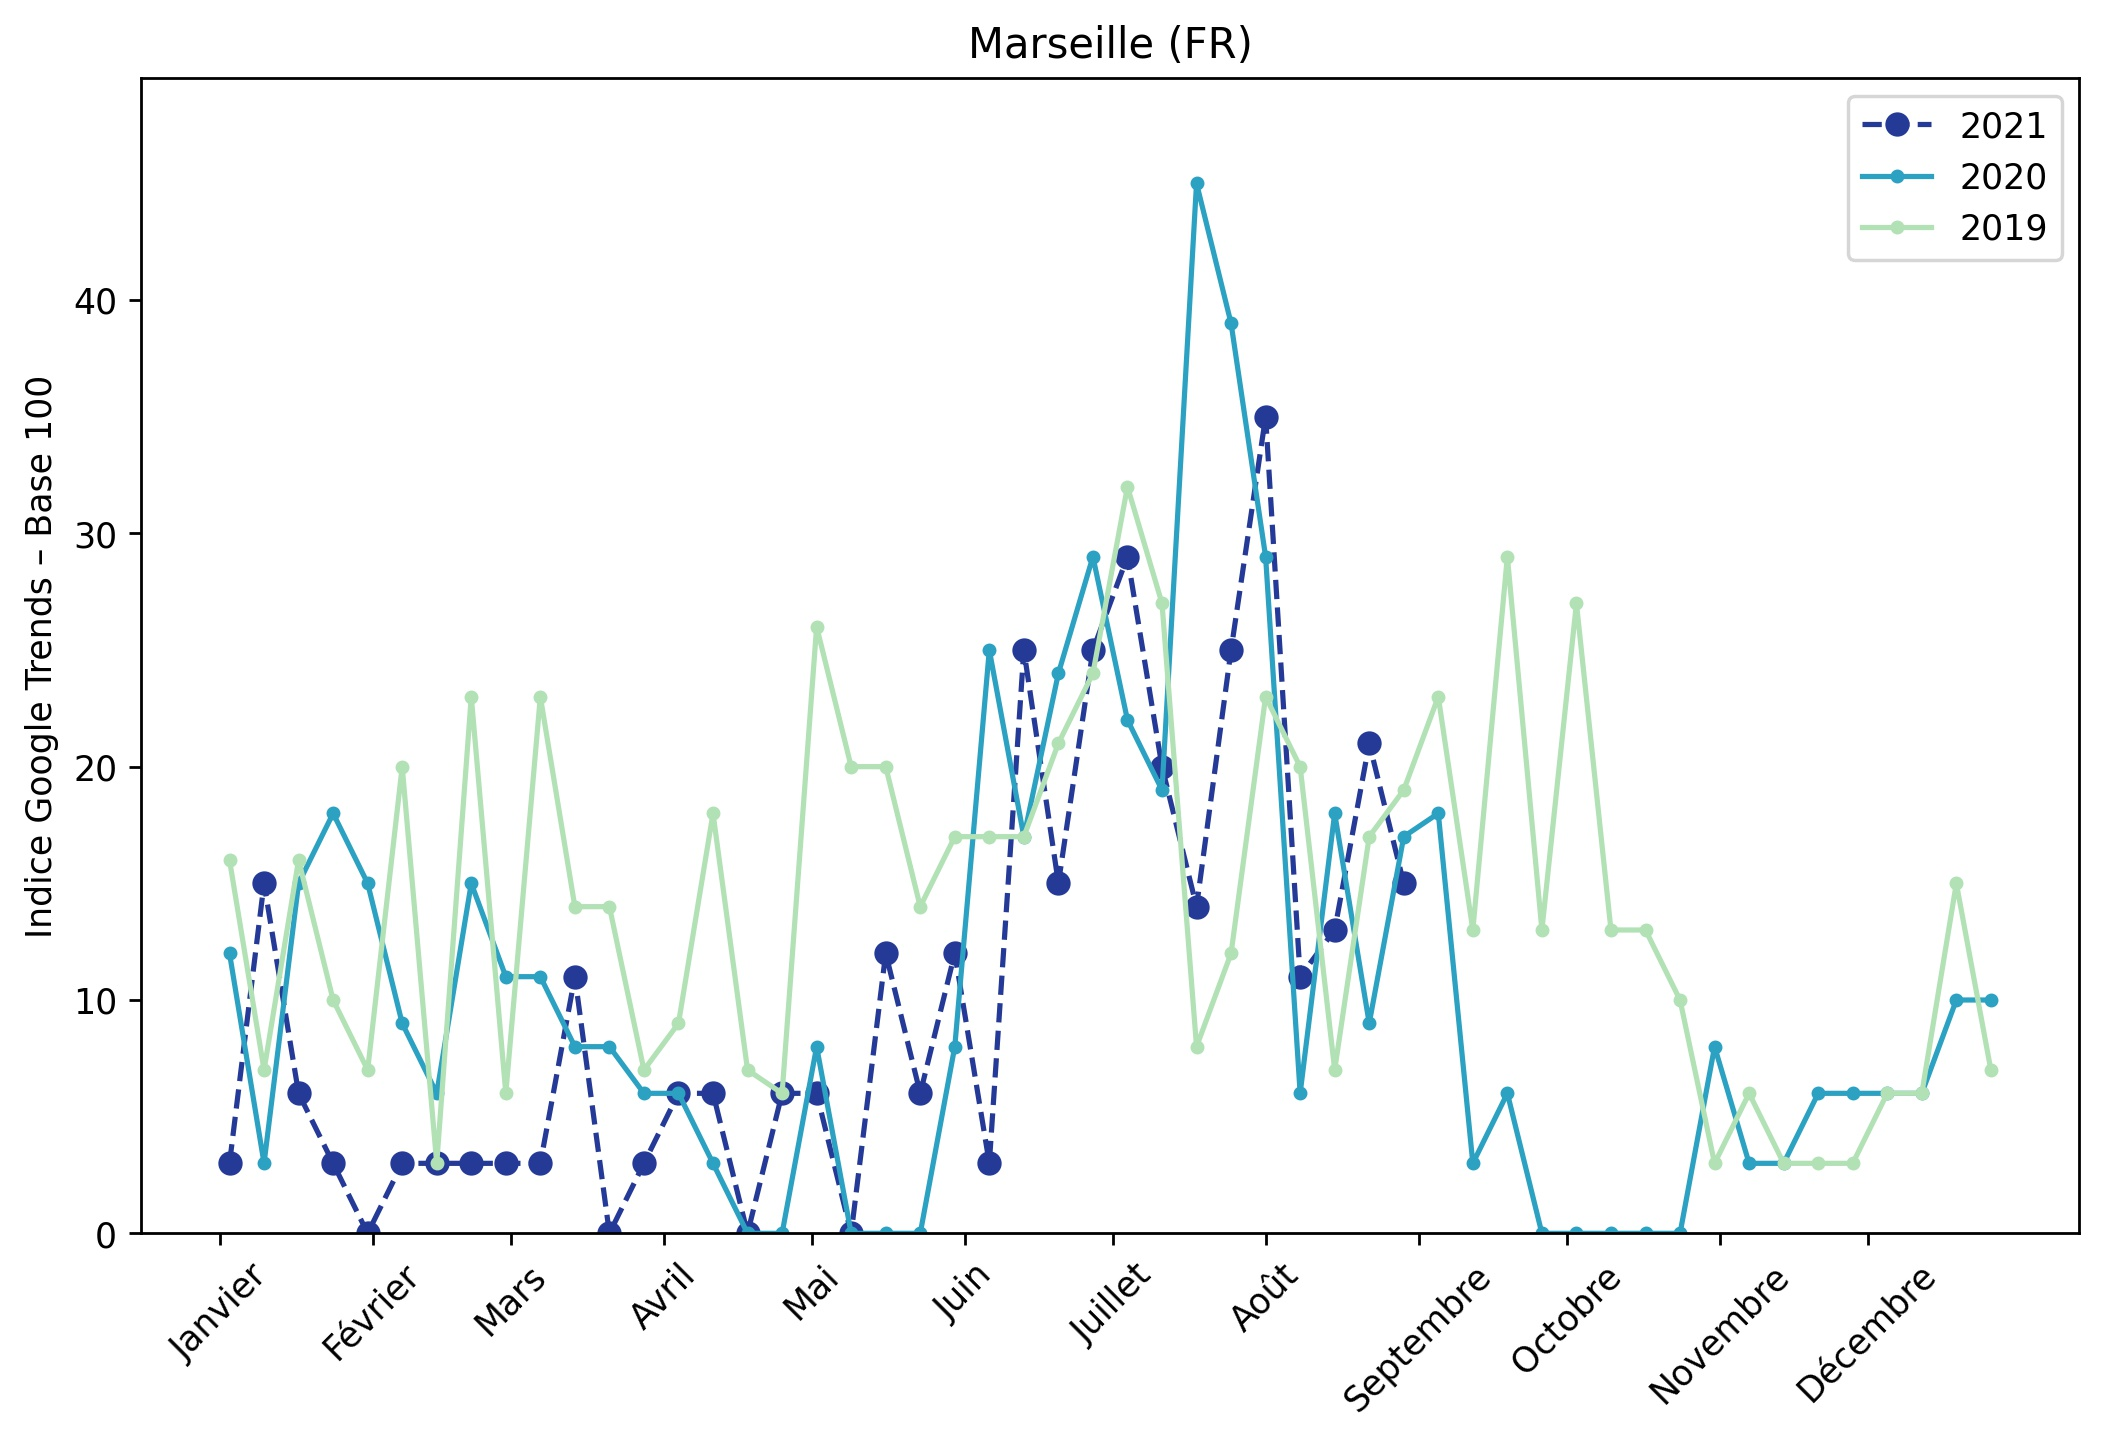 Marseille (FR)
2021
2020
2019
Indice Google Trends – Base 100
40
30
20
10
0
Janvier
Février
Mars
Avril
Mai
Juin
Juillet
Août
Septembre
Octobre
Novembre
Décembre